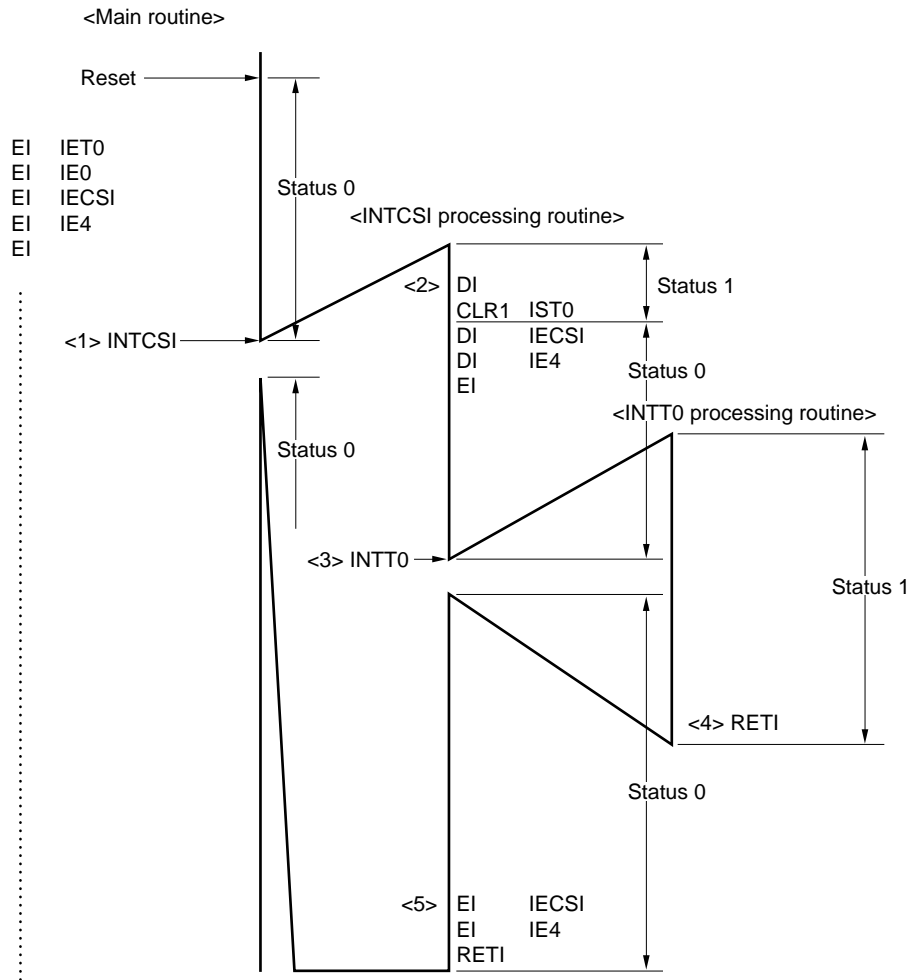 <Main routine>
Reset
EI IET0
EI IE0
EI IECSI
EI IE4
EI
Status 0
<INTCSI processing routine>
<2> DI
CLR1 IST0
DI IECSI
DI IE4
EI
Status 1
<1> INTCSI
Status 0
<INTT0 processing routine>
Status 0
<3> INTT0
Status 1
<4> RETI
Status 0
<5> EI IECSI
EI IE4
RETI